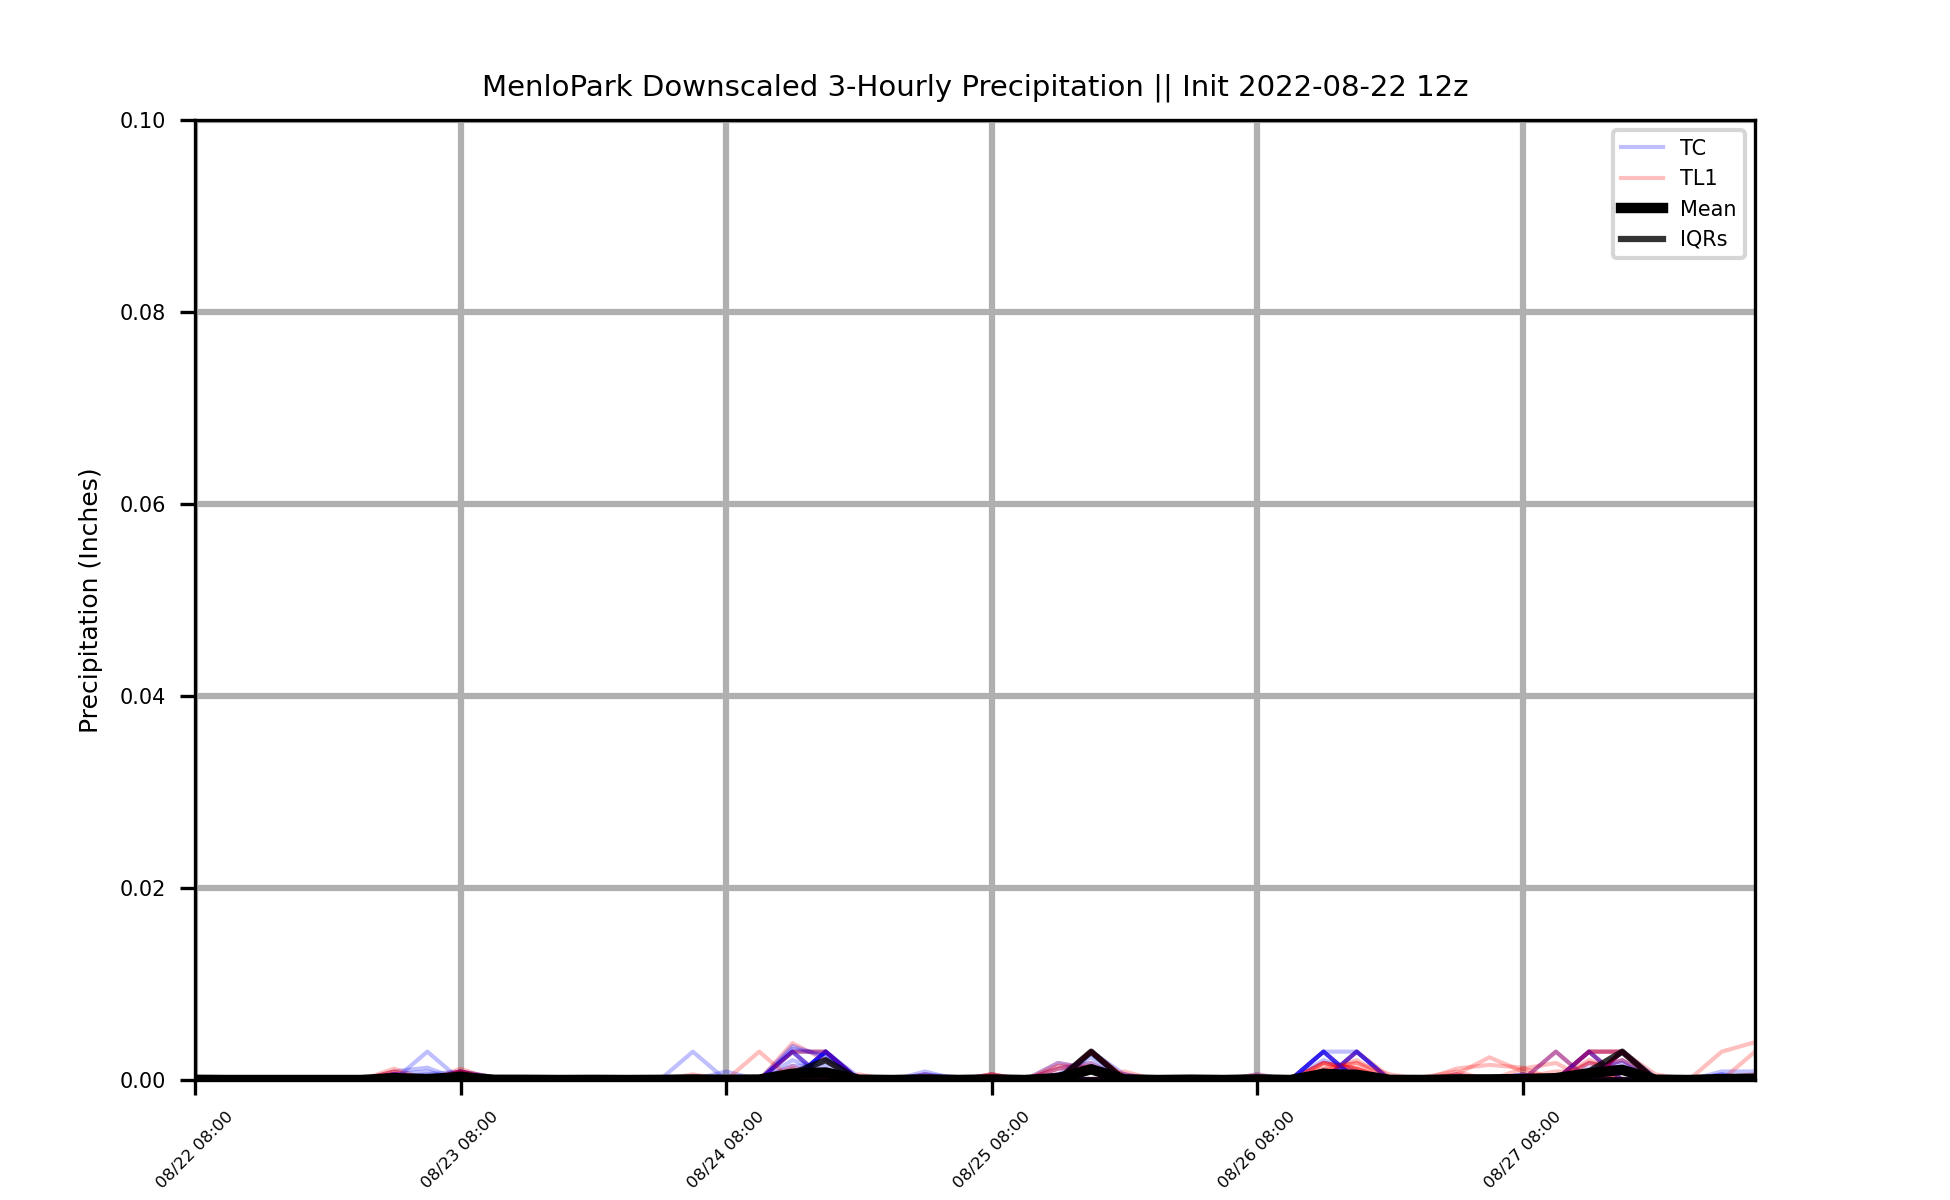 MenloPark Downscaled 3-Hourly Precipitation || Init 2022-08-22 12z
0.10
0.08
0.06
0.04
0.02
0.00
Precipitation (Inches)
TC
TL1
Mean
IQRs
08/22 08:00
08/23 08:00
08/24 08:00
08/25 08:00
08/26 08:00
08/27 08:00